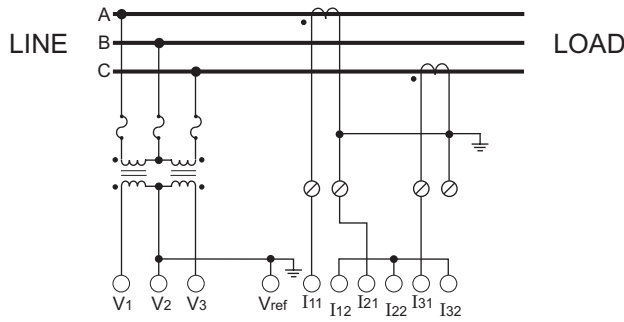 A
LINE B LOAD
C
V1 V2 V3 Vref I11 I12 I21 I22 I31 I32